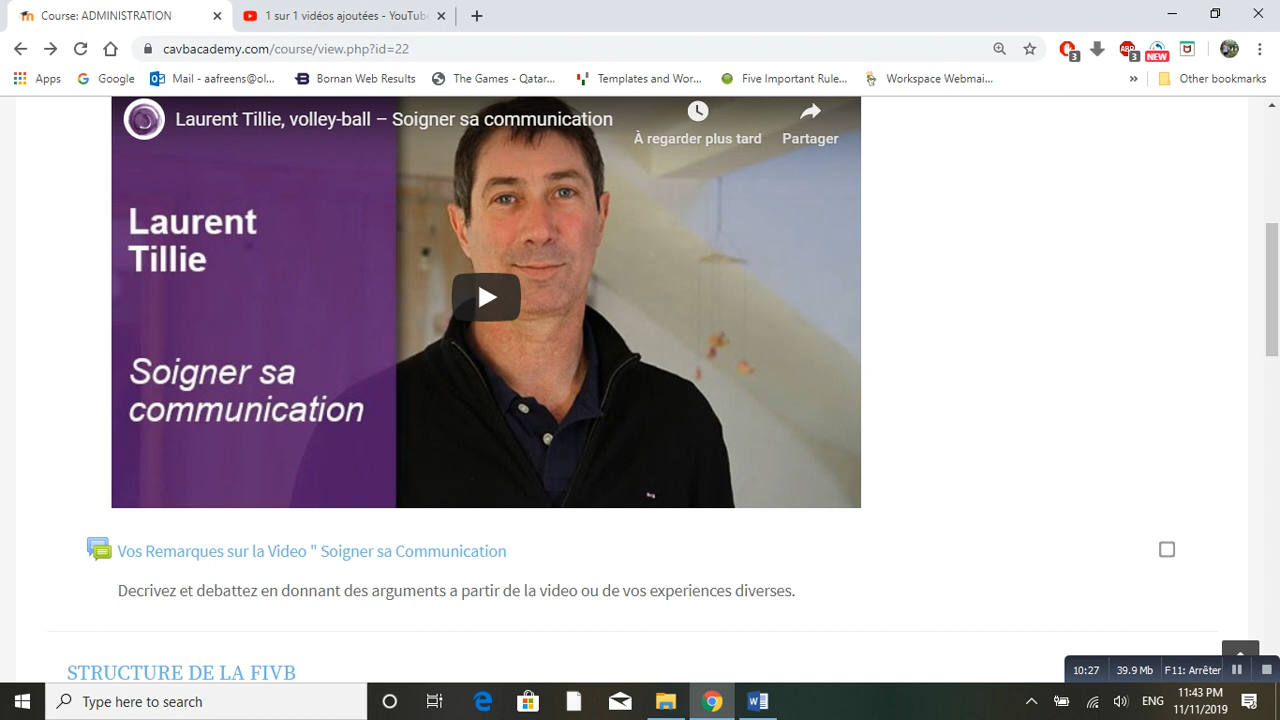 Course: ADMINISTRATION
1 sur 1 vidéos ajoutées - YouTube
cavbacademy.com/course/view.php?id=22
3
3
NEW
Apps
Google
Mail - aafreens@ol...
Bornan Web Results
The Games - Qatar...
Templates and Wor...
Five Important Rule...
Workspace Webmai...
»
Other bookmarks
Laurent Tillie, volley-ball – Soigner sa communication
À regarder plus tard
Partager
Laurent
Tillie
Soigner sa
communication
Vos Remarques sur la Video " Soigner sa Communication
Decrivez et debattez en donnant des arguments a partir de la video ou de vos experiences diverses.
STRUCTURE DE LA FIVB
10:27
39.9 Mb
F11: Arrêter
Type here to search
ENG
11:43 PM
11/11/2019